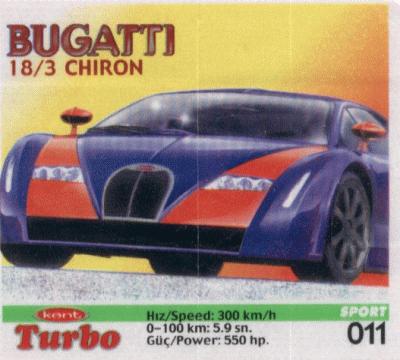 BUGATTI
18/3 CHIRON
kent
Turbo
Hız/Speed: 300 km/h
0-100 km: 5.9 sn.
Güç/Power: 550 hp.
SPORT
011